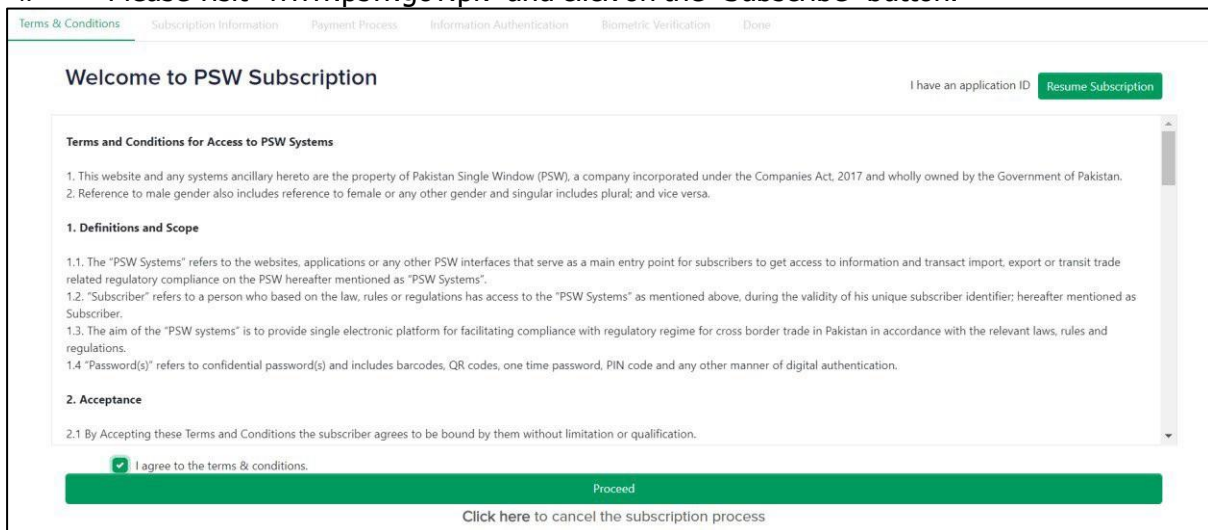 Terms & Conditions Subscription Information Payment Process Information Authentication Biometric Verification Done
Welcome to PSW Subscription
I have an application ID Resume Subscription
Terms and Conditions for Access to PSW Systems
1. This website and any systems ancillary hereto are the property of Pakistan Single Window (PSW), a company incorporated under the Companies Act, 2017 and wholly owned by the Government of Pakistan.
2. Reference to male gender also includes reference to female or any other gender and singular includes plural; and vice versa.
1. Definitions and Scope
1.1. The "PSW Systems" refers to the websites, applications or any other PSW interfaces that serve as a main entry point for subscribers to get access to information and transact import, export or transit trade
related regulatory compliance on the PSW hereafter mentioned as "PSW Systems".
1.2. "Subscriber" refers to a person who based on the law, rules or regulations has access to the "PSW Systems" as mentioned above, during the validity of his unique subscriber identifier; hereafter mentioned as
Subscriber.
1.3. The aim of the "PSW systems" is to provide single electronic platform for facilitating compliance with regulatory regime for cross border trade in Pakistan in accordance with the relevant laws, rules and
regulations.
1.4 "Password(s)" refers to confidential password(s) and includes barcodes, QR codes, one time password, PIN code and any other manner of digital authentication.
2. Acceptance
2.1 By Accepting these Terms and Conditions the subscriber agrees to be bound by them without limitation or qualification.
I agree to the terms & conditions.
Proceed
Click here to cancel the subscription process